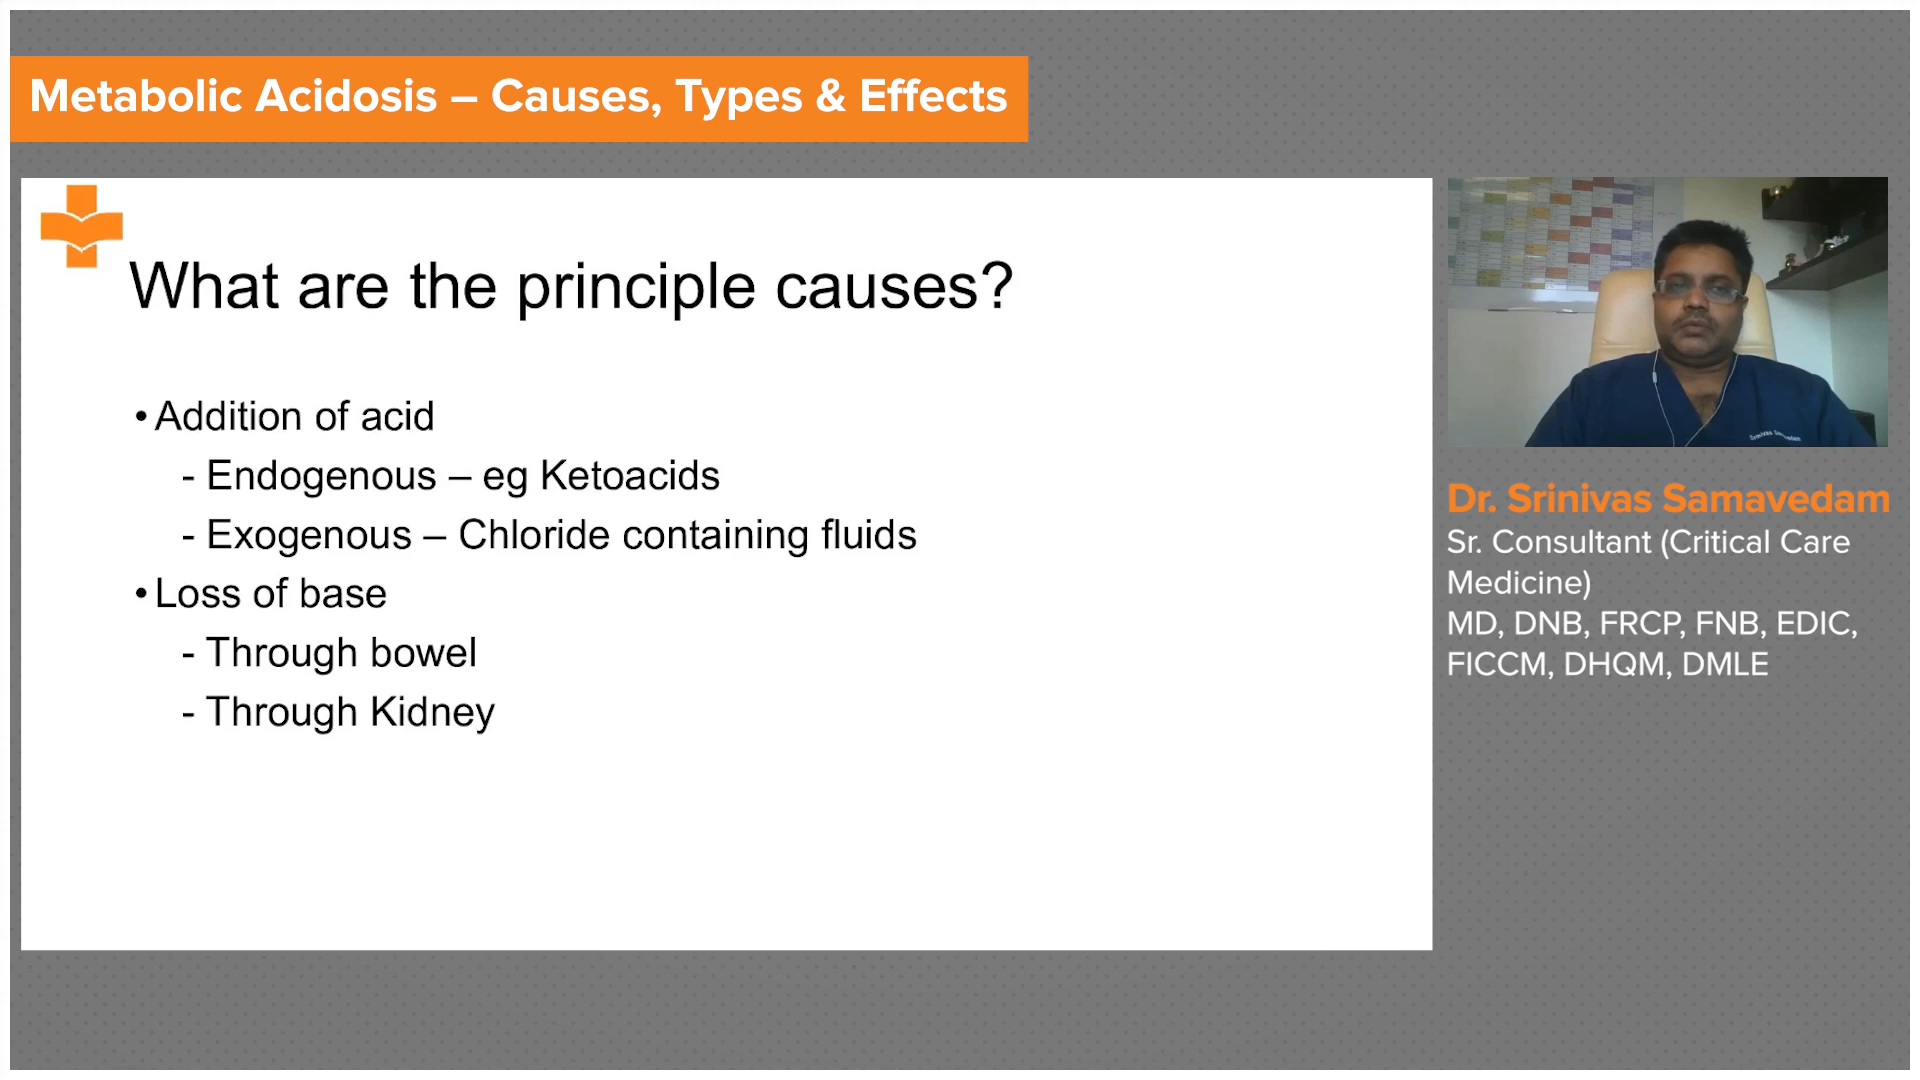 Metabolic Acidosis – Causes, Types & Effects
What are the principle causes?
•Addition of acid
- Endogenous – eg Ketoacids
- Exogenous – Chloride containing fluids
•Loss of base
- Through bowel
- Through Kidney
Srinivas Samavedam
Dr. Srinivas Samavedam
Sr. Consultant (Critical Care
Medicine)
MD, DNB, FRCP, FNB, EDIC,
FICCM, DHQM, DMLE